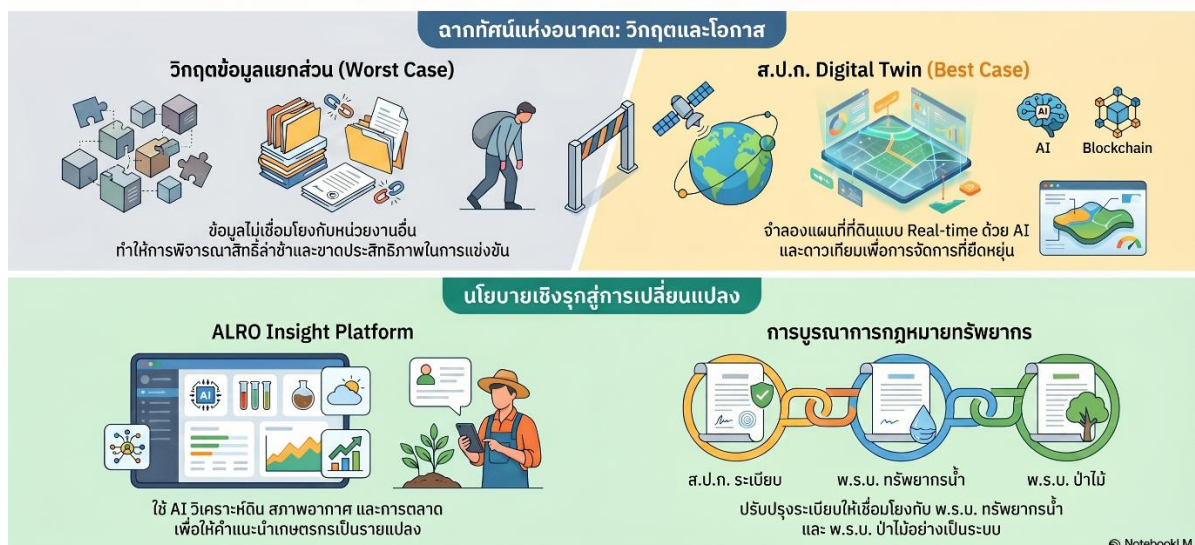 ฉากทัศน์แห่งอนาคต: วิกฤตและโอกาส
วิกฤตข้อมูลแยกส่วน (Worst Case)
ข้อมูลไม่เชื่อมโยงกับหน่วยงานอื่น
ทำให้การพิจารณาสิทธิ์ล่าช้าและขาดประสิทธิภาพในการแข่งขัน
ส.ป.ก. Digital Twin (Best Case)
AI
AI
Blockchain
จำลองแผนที่ที่ดินแบบ Real-time ด้วย AI
และดาวเทียมเพื่อการจัดการที่ยืดหยุ่น
นโยบายเชิงรุกสู่การเปลี่ยนแปลง
ALRO Insight Platform
AI
ใช้ AI วิเคราะห์ดิน สภาพอากาศ และการตลาด
เพื่อให้คำแนะนำเกษตรกรเป็นรายแปลง
การบูรณาการกฎหมายทรัพยากร
ส.ป.ก. ระเบียบ
พ.ร.บ. ทรัพยากรน้ำ
พ.ร.บ. ป่าไม้
ปรับปรุงระเบียบให้เชื่อมโยงกับ พ.ร.บ. ทรัพยากรน้ำ
และ พ.ร.บ. ป่าไม้อย่างเป็นระบบ
NotebookLM